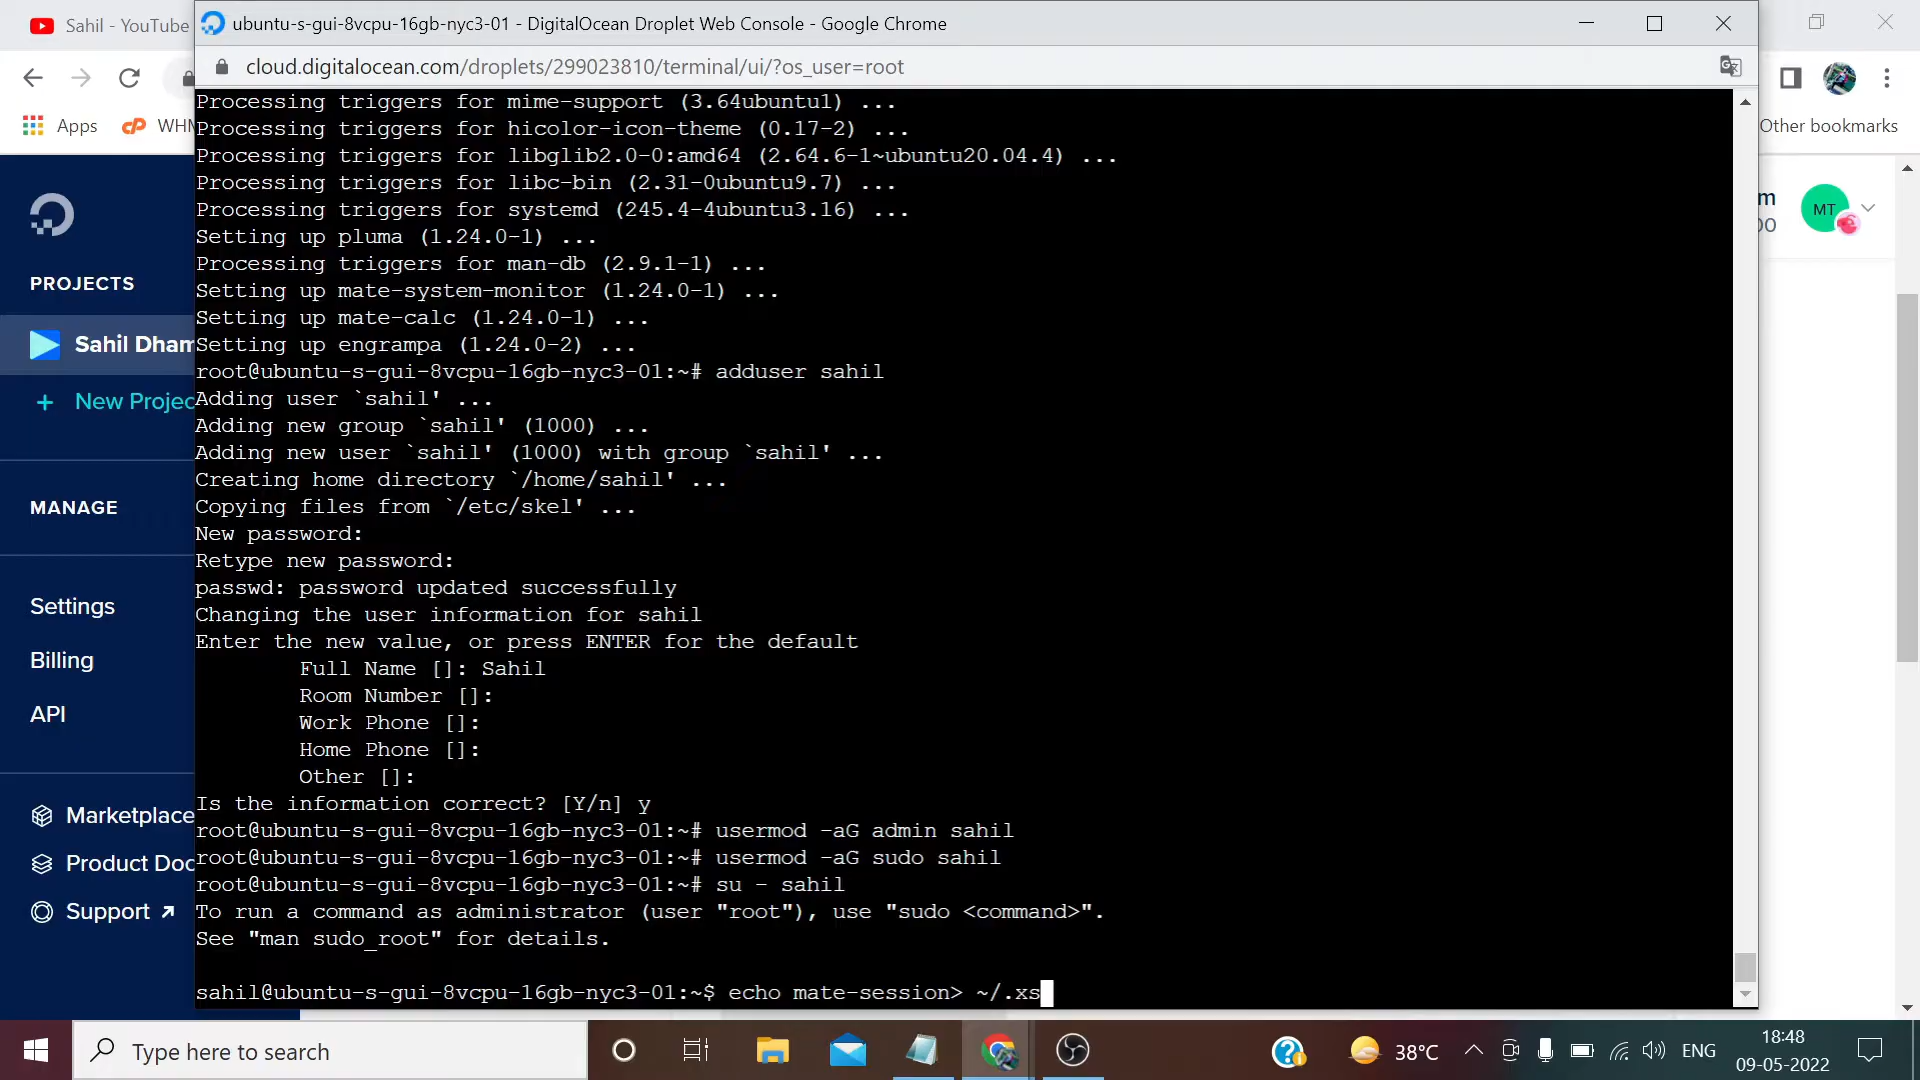 Sahil - YouTube
ubuntu-s-gui-8vcpu-16gb-nyc3-01 - DigitalOcean Droplet Web Console - Google Chrome
cloud.digitalocean.com/droplets/299023810/terminal/ui/?os_user=root
Apps
WHM
Other bookmarks
PROJECTS
Sahil Dham
+ New Projec
MANAGE
Settings
Billing
API
Marketplace
Product Doc
Support
Processing triggers for mime-support (3.64ubuntu1) ...
Processing triggers for hicolor-icon-theme (0.17-2) ...
Processing triggers for libglib2.0-0:amd64 (2.64.6-1~ubuntu20.04.4) ...
Processing triggers for libc-bin (2.31-0ubuntu9.7) ...
Processing triggers for systemd (245.4-4ubuntu3.16) ...
Setting up pluma (1.24.0-1) ...
Processing triggers for man-db (2.9.1-1) ...
Setting up mate-system-monitor (1.24.0-1) ...
Setting up mate-calc (1.24.0-1) ...
Setting up engrampa (1.24.0-2) ...
root@ubuntu-s-gui-8vcpu-16gb-nyc3-01:~# adduser sahil
Adding user `sahil' ...
Adding new group `sahil' (1000) ...
Adding new user `sahil' (1000) with group `sahil' ...
Creating home directory `/home/sahil' ...
Copying files from `/etc/skel' ...
New password:
Retype new password:
passwd: password updated successfully
Changing the user information for sahil
Enter the new value, or press ENTER for the default
Full Name []: Sahil
Room Number []:
Work Phone []:
Home Phone []:
Other []:
Is the information correct? [Y/n] y
root@ubuntu-s-gui-8vcpu-16gb-nyc3-01:~# usermod -aG admin sahil
root@ubuntu-s-gui-8vcpu-16gb-nyc3-01:~# usermod -aG sudo sahil
root@ubuntu-s-gui-8vcpu-16gb-nyc3-01:~# su - sahil
To run a command as administrator (user "root"), use "sudo <command>".
See "man sudo_root" for details.
sahil@ubuntu-s-gui-8vcpu-16gb-nyc3-01:~$ echo mate-session> ~/.xs
m
00
MT
Type here to search
38°C
ENG
18:48
09-05-2022